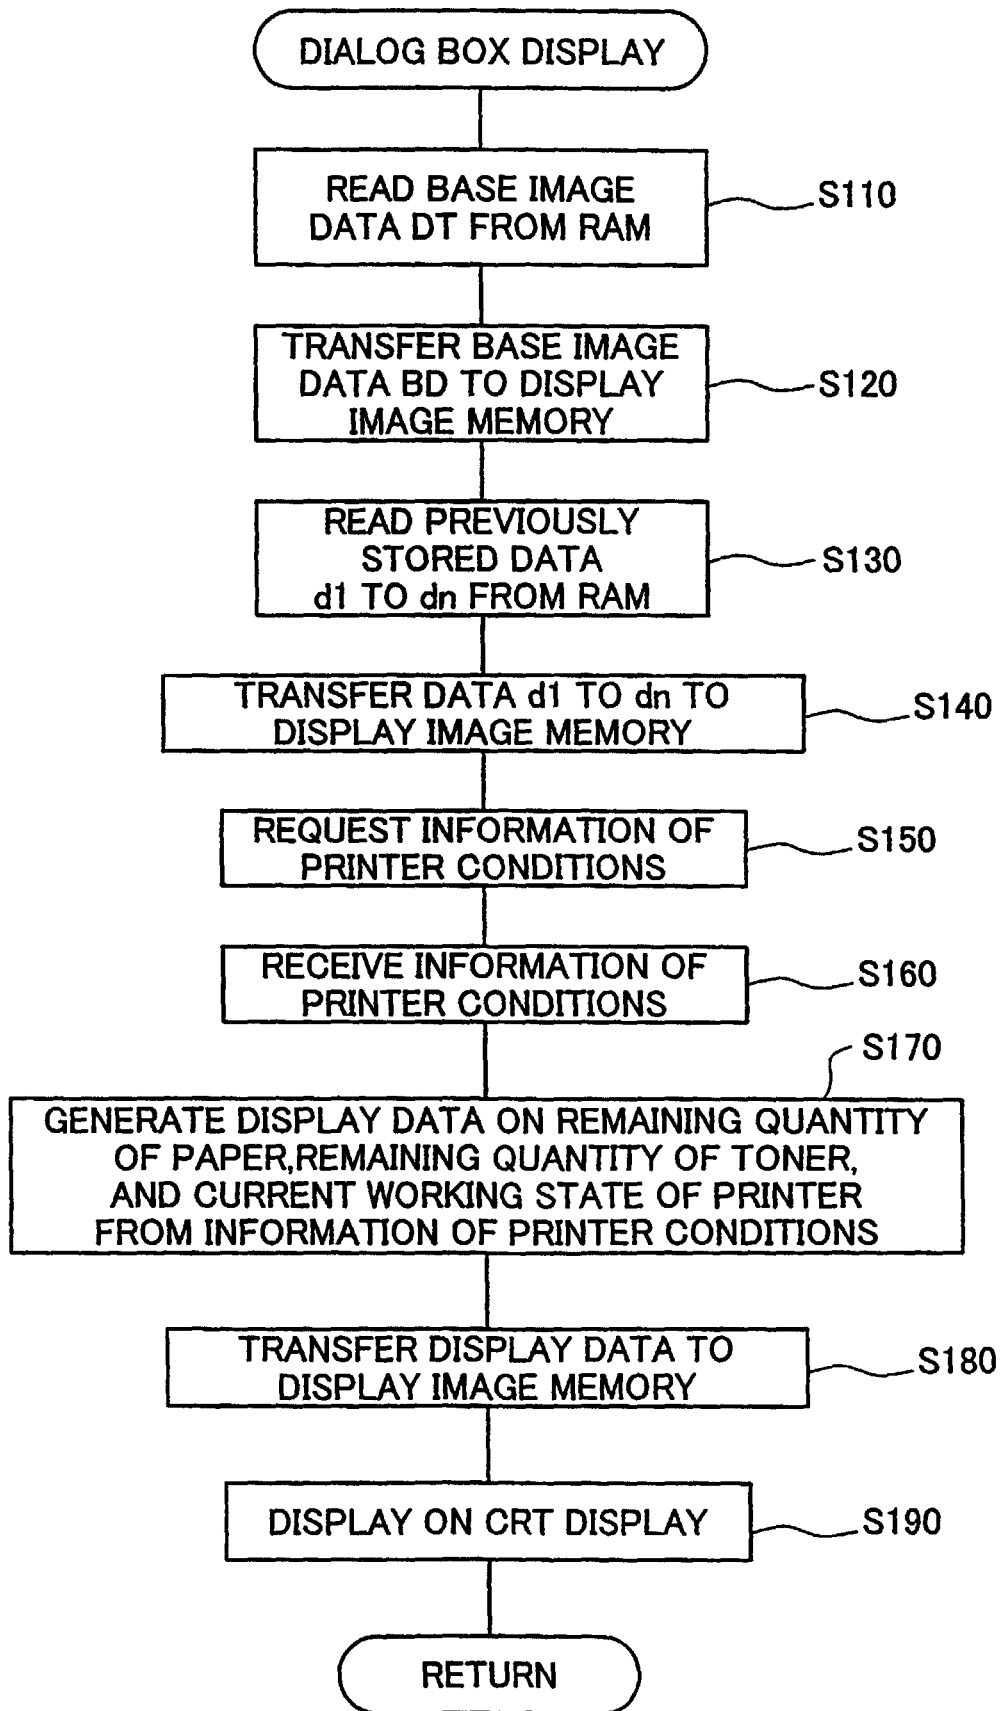 DIALOG BOX DISPLAY
READ BASE IMAGE
DATA DT FROM RAM
S110
TRANSFER BASE IMAGE
DATA BD TO DISPLAY
IMAGE MEMORY
S120
READ PREVIOUSLY
STORED DATA
d1 TO dn FROM RAM
S130
TRANSFER DATA d1 TO dn TO
DISPLAY IMAGE MEMORY
S140
REQUEST INFORMATION OF
PRINTER CONDITIONS
S150
RECEIVE INFORMATION OF
PRINTER CONDITIONS
S160
S170
GENERATE DISPLAY DATA ON REMAINING QUANTITY
OF PAPER,REMAINING QUANTITY OF TONER,
AND CURRENT WORKING STATE OF PRINTER
FROM INFORMATION OF PRINTER CONDITIONS
TRANSFER DISPLAY DATA TO
DISPLAY IMAGE MEMORY
S180
DISPLAY ON CRT DISPLAY
S190
RETURN